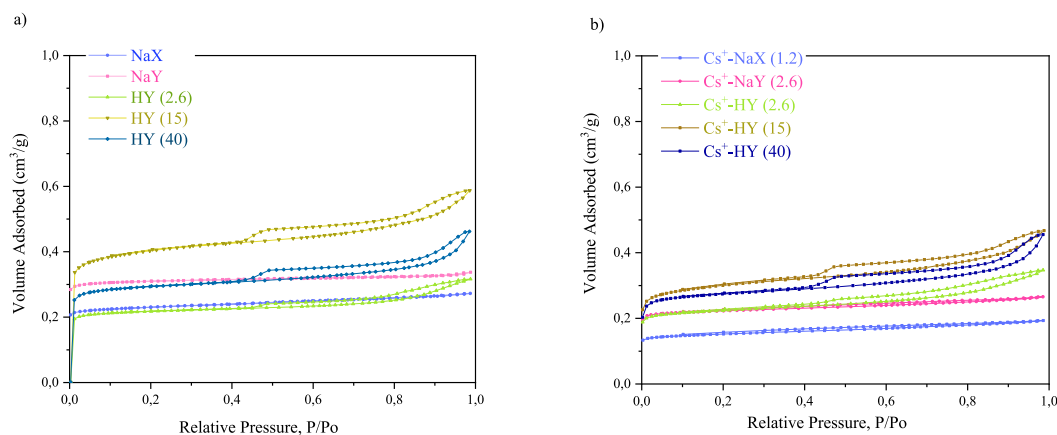 a)
NaX
NaY
HY (2.6)
HY (15)
HY (40)
Volume Adsorbed (cm³/g)
1,0
0,8
0,6
0,4
0,2
0,0
0,0 0,2 0,4 0,6 0,8 1,0
Relative Pressure, P/Po
b)
Cs⁺-NaX (1.2)
Cs⁺-NaY (2.6)
Cs⁺-HY (2.6)
Cs⁺-HY (15)
Cs⁺-HY (40)
Volume Adsorbed (cm³/g)
1,0
0,8
0,6
0,4
0,2
0,0
0,0 0,2 0,4 0,6 0,8 1,0
Relative Pressure, P/Po